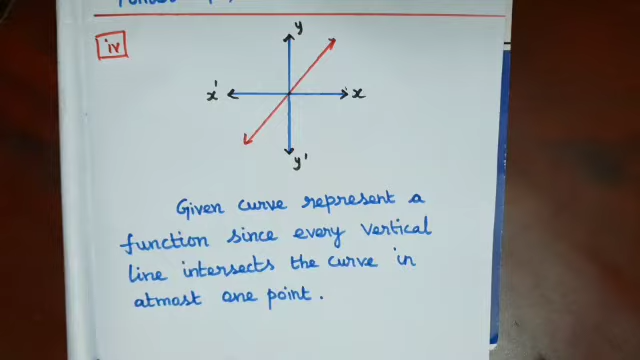 iv
y
x'
x
y'
Given curve represent a
function since every vertical
line intersects the curve in
atmost one point.